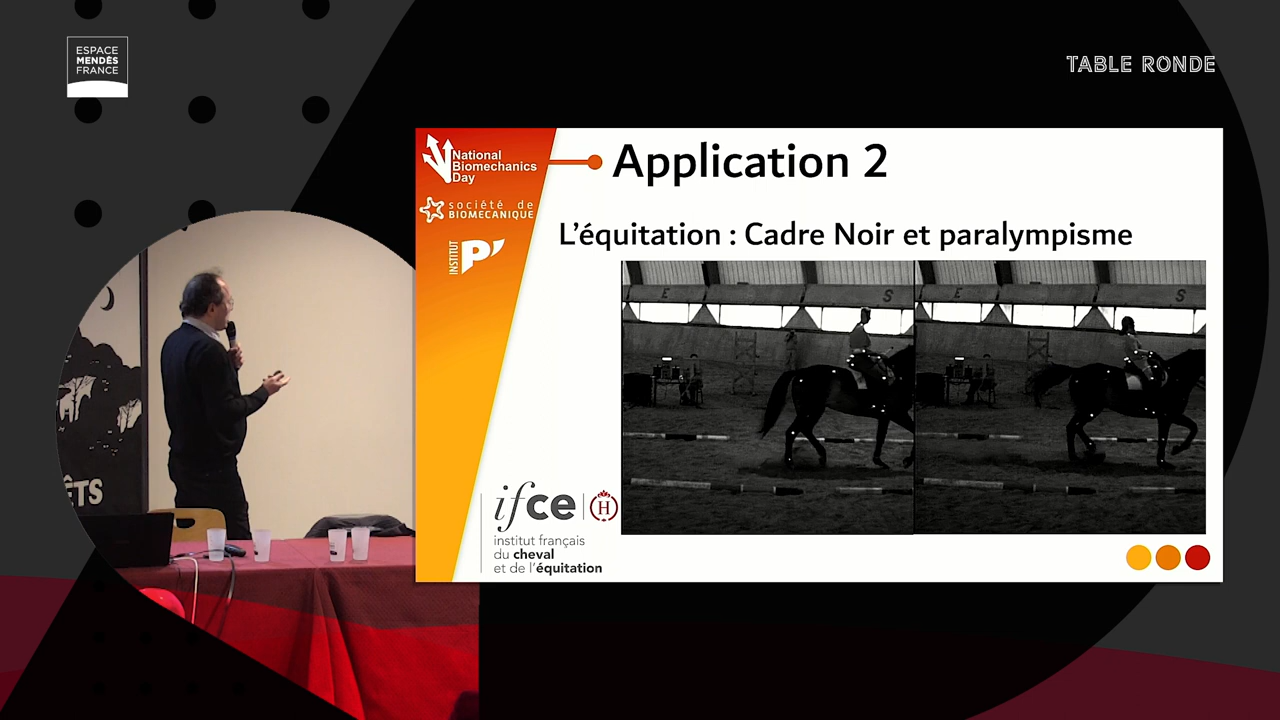 ESPACE
MENDÈS
FRANCE
TABLE RONDE
National
Biomechanics
Day
société de
BIOMECANIQUE
INSTITUT
P'
Application 2
L'équitation : Cadre Noir et paralympisme
E
S
E
S
ifce
H
institut français
du cheval
et de l'équitation
ÊTS